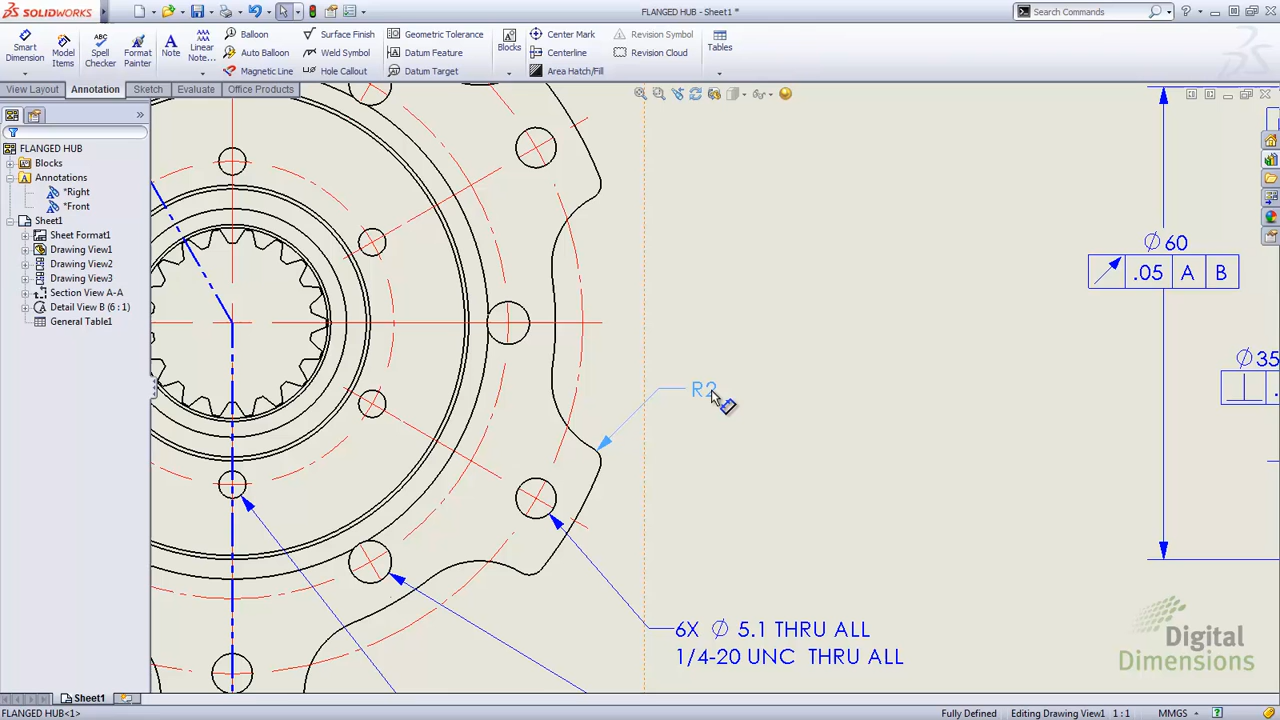 SOLIDWORKS
FLANGED HUB - Sheet1 *
Search Commands
Smart Dimension
Model Items
Spell Checker
Format Painter
Note
Linear Note...
Balloon
Auto Balloon
Magnetic Line
Surface Finish
Weld Symbol
Hole Callout
Geometric Tolerance
Datum Feature
Datum Target
Blocks
Center Mark
Centerline
Area Hatch/Fill
Revision Symbol
Revision Cloud
Tables
View Layout
Annotation
Sketch
Evaluate
Office Products
FLANGED HUB
Blocks
Annotations
*Right
*Front
Sheet1
Sheet Format1
Drawing View1
Drawing View2
Drawing View3
Section View A-A
Detail View B (6 : 1)
General Table1
∅ 60
.05 A B
∅ 35
R2
6X ∅ 5.1 THRU ALL
1/4-20 UNC THRU ALL
Digital
Dimensions
Sheet1
FLANGED HUB<1>
Fully Defined
Editing Drawing View1
1 : 1
MMGS